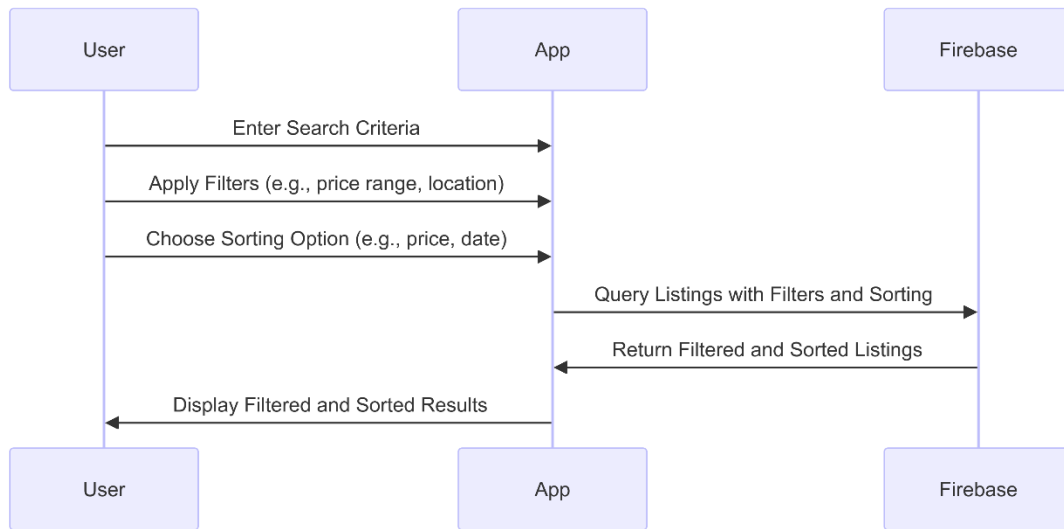 User
App
Firebase
Enter Search Criteria
Apply Filters (e.g., price range, location)
Choose Sorting Option (e.g., price, date)
Query Listings with Filters and Sorting
Return Filtered and Sorted Listings
Display Filtered and Sorted Results
User
App
Firebase